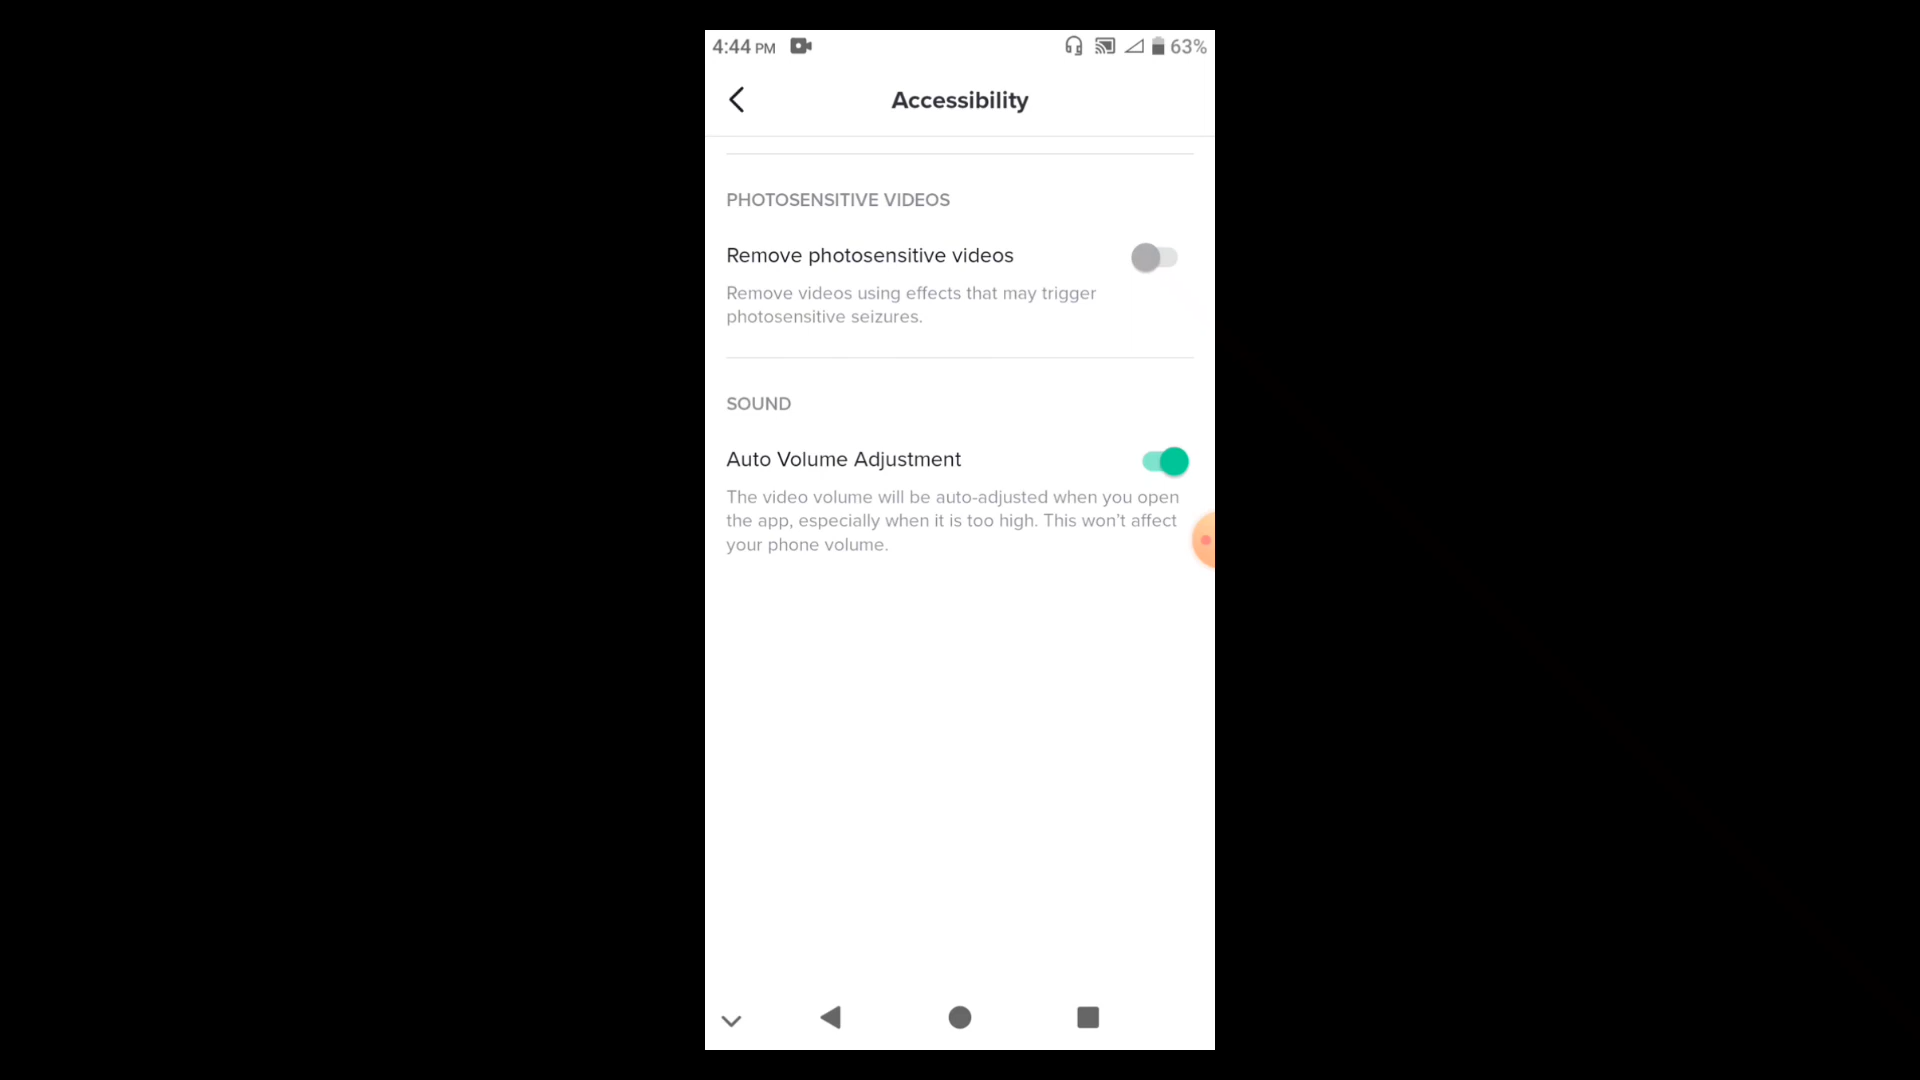 4:44 PM 63%
Accessibility
PHOTOSENSITIVE VIDEOS
Remove photosensitive videos
Remove videos using effects that may trigger
photosensitive seizures.
SOUND
Auto Volume Adjustment
The video volume will be auto-adjusted when you open
the app, especially when it is too high. This won't affect
your phone volume.